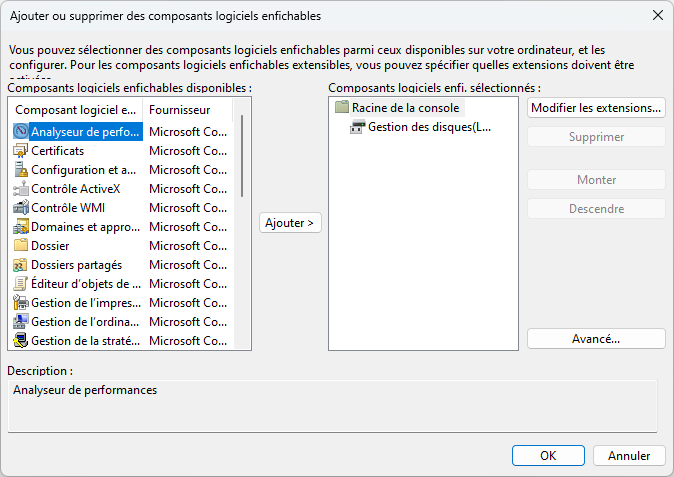 Ajouter ou supprimer des composants logiciels enfichables
Vous pouvez sélectionner des composants logiciels enfichables parmi ceux disponibles sur votre ordinateur, et les
configurer. Pour les composants logiciels enfichables extensibles, vous pouvez spécifier quelles extensions doivent être
Composants logiciels enfichables disponibles :
Composant logiciel e... Fournisseur
Analyseur de perfo... Microsoft Co...
Certificats Microsoft Co...
Configuration et a... Microsoft Co...
Contrôle ActiveX Microsoft Co...
Contrôle WMI Microsoft Co...
Domaines et appro... Microsoft Co...
Dossier Microsoft Co...
Dossiers partagés Microsoft Co...
Éditeur d'objets de ... Microsoft Co...
Gestion de l'impres... Microsoft Co...
Gestion de l'ordina... Microsoft Co...
Gestion de la straté... Microsoft Co...
Ajouter >
Composants logiciels enfi. sélectionnés :
Racine de la console
Gestion des disques(L...
Modifier les extensions...
Supprimer
Monter
Descendre
Avancé...
Description :
Analyseur de performances
OK
Annuler